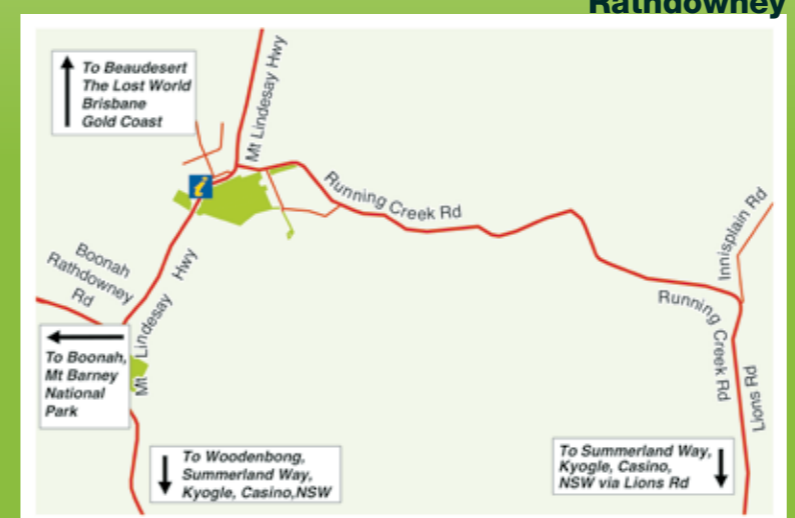 Rathdowney
To Beaudesert
The Lost World
Brisbane
Gold Coast
Mt Lindesay Hwy
i
Running Creek Rd
Innisplain Rd
Boonah
Rathdowney
Rd
Mt Lindesay Hwy
Running Creek Rd
Lions Rd
To Boonah,
Mt Barney
National
Park
To Woodenbong,
Summerland Way,
Kyogle, Casino,NSW
To Summerland Way,
Kyogle, Casino,
NSW via Lions Rd